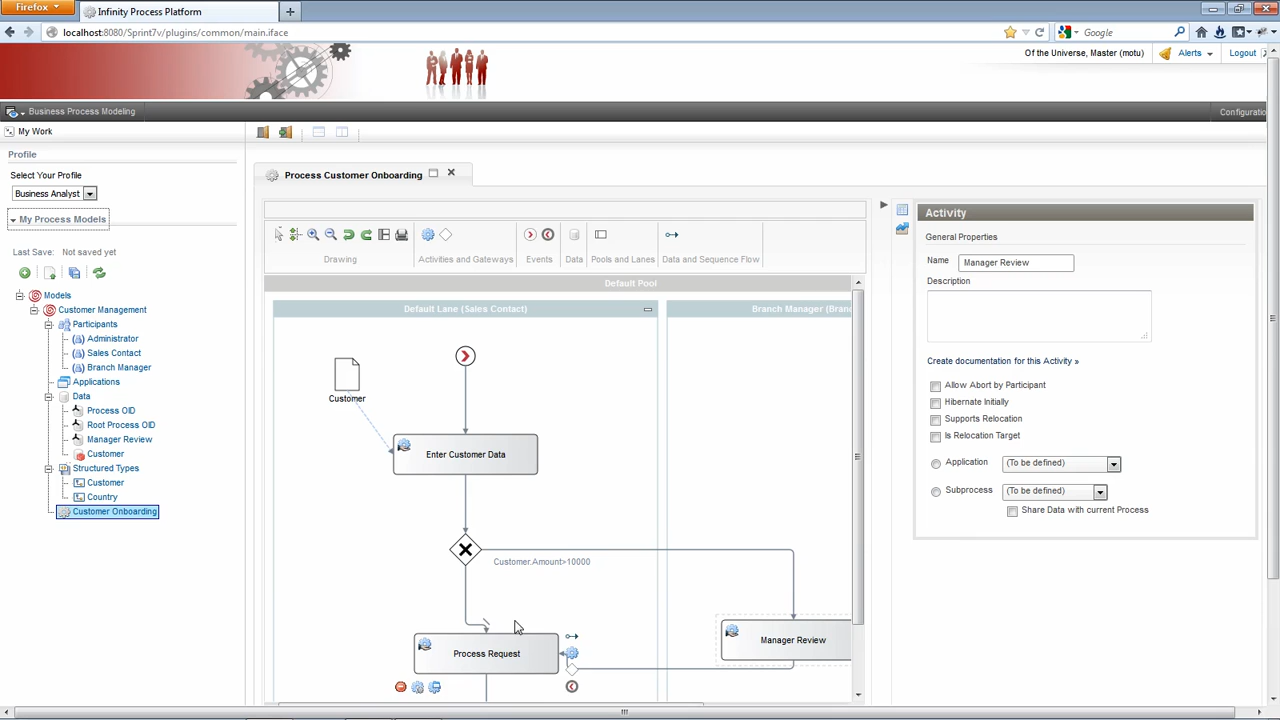 Firefox
Infinity Process Platform
localhost:8080/Sprint7v/plugins/common/main.iface
Google
Of the Universe, Master (motu)
Alerts
Logout
Business Process Modeling
Configuratio
My Work
Profile
Select Your Profile
Business Analyst
My Process Models
Last Save: Not saved yet
Models
Customer Management
Participants
Administrator
Sales Contact
Branch Manager
Applications
Data
Process OID
Root Process OID
Manager Review
Customer
Structured Types
Customer
Country
Customer Onboarding
Process Customer Onboarding
Drawing
Activities and Gateways
Events
Data
Pools and Lanes
Data and Sequence Flow
Default Pool
Default Lane (Sales Contact)
Branch Manager (Bran
Customer
Enter Customer Data
Customer.Amount>10000
Process Request
Manager Review
Activity
General Properties
Name
Manager Review
Description
Create documentation for this Activity »
Allow Abort by Participant
Hibernate Initially
Supports Relocation
Is Relocation Target
Application
(To be defined)
Subprocess
(To be defined)
Share Data with current Process